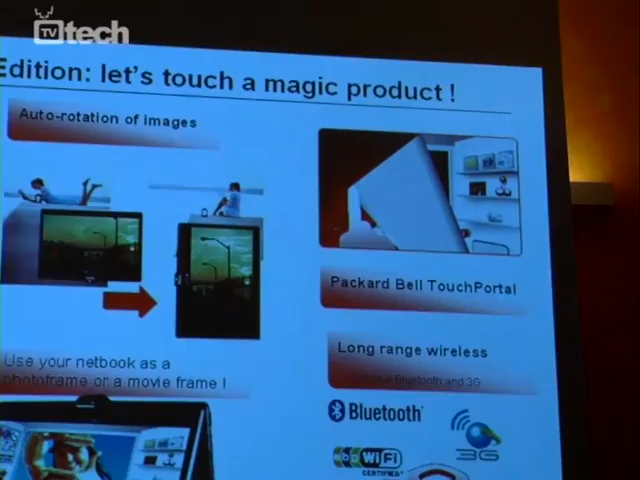 TVtech
Edition: let's touch a magic product !
Auto-rotation of images
Packard Bell TouchPortal
Long range wireless
Bluetooth and 3G
Use your netbook as a
photoframe or a movie frame !
Bluetooth
3G
WiFi
CERTIFIED